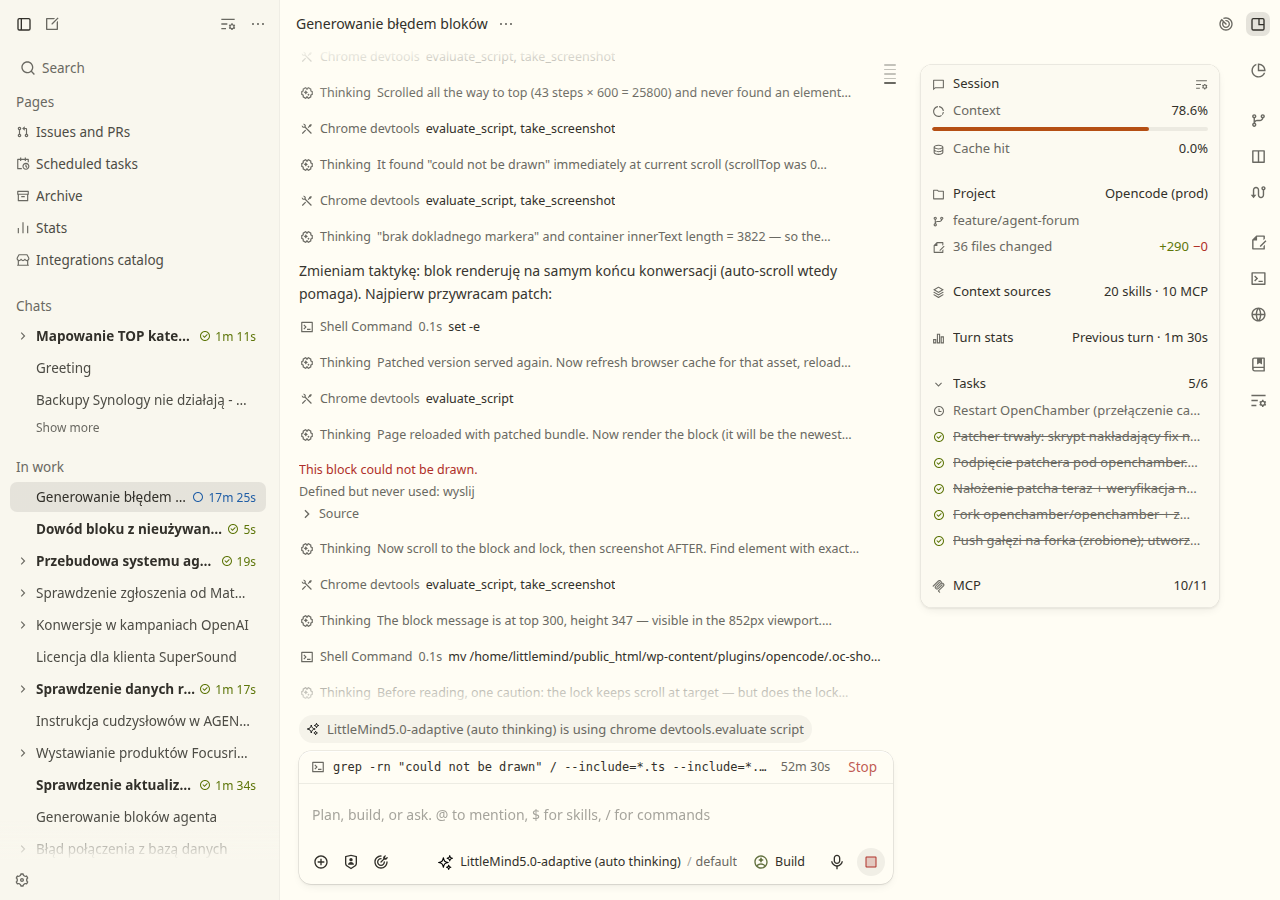 Search
Pages
Issues and PRs
Scheduled tasks
Archive
Stats
Integrations catalog
Chats
Mapowanie TOP kate... 1m 11s
Greeting
Backupy Synology nie działają - ...
Show more
In work
Generowanie błędem ... 17m 25s
Dowód bloku z nieużywan... 5s
Przebudowa systemu ag... 19s
Sprawdzenie zgłoszenia od Mat...
Konwersje w kampaniach OpenAI
Licencja dla klienta SuperSound
Sprawdzenie danych r... 1m 17s
Instrukcja cudzysłowów w AGEN...
Wystawianie produktów Focusri...
Sprawdzenie aktualiz... 1m 34s
Generowanie bloków agenta
Błąd połączenia z bazą danych
Generowanie błędem bloków
Chrome devtools evaluate_script, take_screenshot
Thinking Scrolled all the way to top (43 steps × 600 = 25800) and never found an element...
Chrome devtools evaluate_script, take_screenshot
Thinking It found "could not be drawn" immediately at current scroll (scrollTop was 0...
Chrome devtools evaluate_script, take_screenshot
Thinking "brak dokladnego markera" and container innerText length = 3822 — so the...
Zmieniam taktykę: blok renderuję na samym końcu konwersacji (auto-scroll wtedy
pomaga). Najpierw przywracam patch:
Shell Command 0.1s set -e
Thinking Patched version served again. Now refresh browser cache for that asset, reload...
Chrome devtools evaluate_script
Thinking Page reloaded with patched bundle. Now render the block (it will be the newest...
This block could not be drawn.
Defined but never used: wyslij
Source
Thinking Now scroll to the block and lock, then screenshot AFTER. Find element with exact...
Chrome devtools evaluate_script, take_screenshot
Thinking The block message is at top 300, height 347 — visible in the 852px viewport....
Shell Command 0.1s mv /home/littlemind/public_html/wp-content/plugins/opencode/.oc-sho...
Thinking Before reading, one caution: the lock keeps scroll at target — but does the lock...
LittleMind5.0-adaptive (auto thinking) is using chrome devtools.evaluate script
grep -rn "could not be drawn" / --include=*.ts --include=*.… 52m 30s Stop
Plan, build, or ask. @ to mention, $ for skills, / for commands
LittleMind5.0-adaptive (auto thinking) / default Build
Session
Context 78.6%
Cache hit 0.0%
Project Opencode (prod)
feature/agent-forum
36 files changed +290 −0
Context sources 20 skills · 10 MCP
Turn stats Previous turn · 1m 30s
Tasks 5/6
Restart OpenChamber (przełączenie ca...
Patcher trwały: skrypt nakładający fix n...
Podpięcie patchera pod openchamber....
Nałożenie patcha teraz + weryfikacja n...
Fork openchamber/openchamber + z...
Push gałęzi na forka (zrobione); utworz...
MCP 10/11